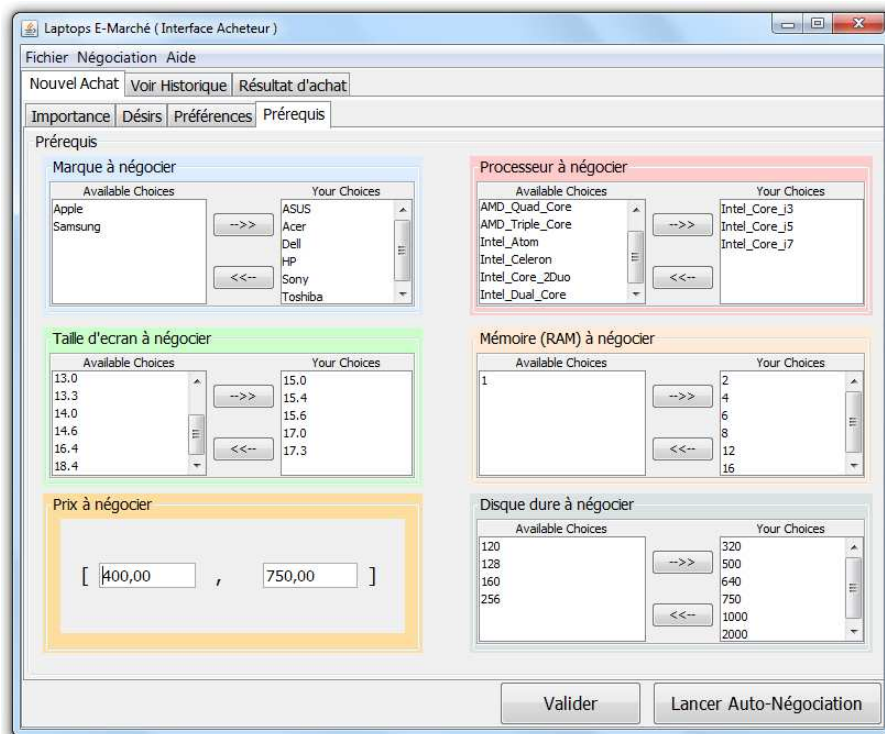 Laptops E-Marché ( Interface Acheteur )
Fichier Négociation Aide
Nouvel Achat Voir Historique Résultat d'achat
Importance Désirs Préférences Prérequis
Prérequis
Marque à négocier
Available Choices Your Choices
Apple
Samsung
-->>
<<--
ASUS
Acer
Dell
HP
Sony
Toshiba
Processeur à négocier
Available Choices Your Choices
AMD_Quad_Core
AMD_Triple_Core
Intel_Atom
Intel_Celeron
Intel_Core_2Duo
Intel_Dual_Core
-->>
<<--
Intel_Core_i3
Intel_Core_i5
Intel_Core_i7
Taille d'ecran à négocier
Available Choices Your Choices
13.0
13.3
14.0
14.6
16.4
18.4
-->>
<<--
15.0
15.4
15.6
17.0
17.3
Mémoire (RAM) à négocier
Available Choices Your Choices
1
-->>
<<--
2
4
6
8
12
16
Prix à négocier
[ 400,00 , 750,00 ]
Disque dure à négocier
Available Choices Your Choices
120
128
160
256
-->>
<<--
320
500
640
750
1000
2000
Valider Lancer Auto-Négociation